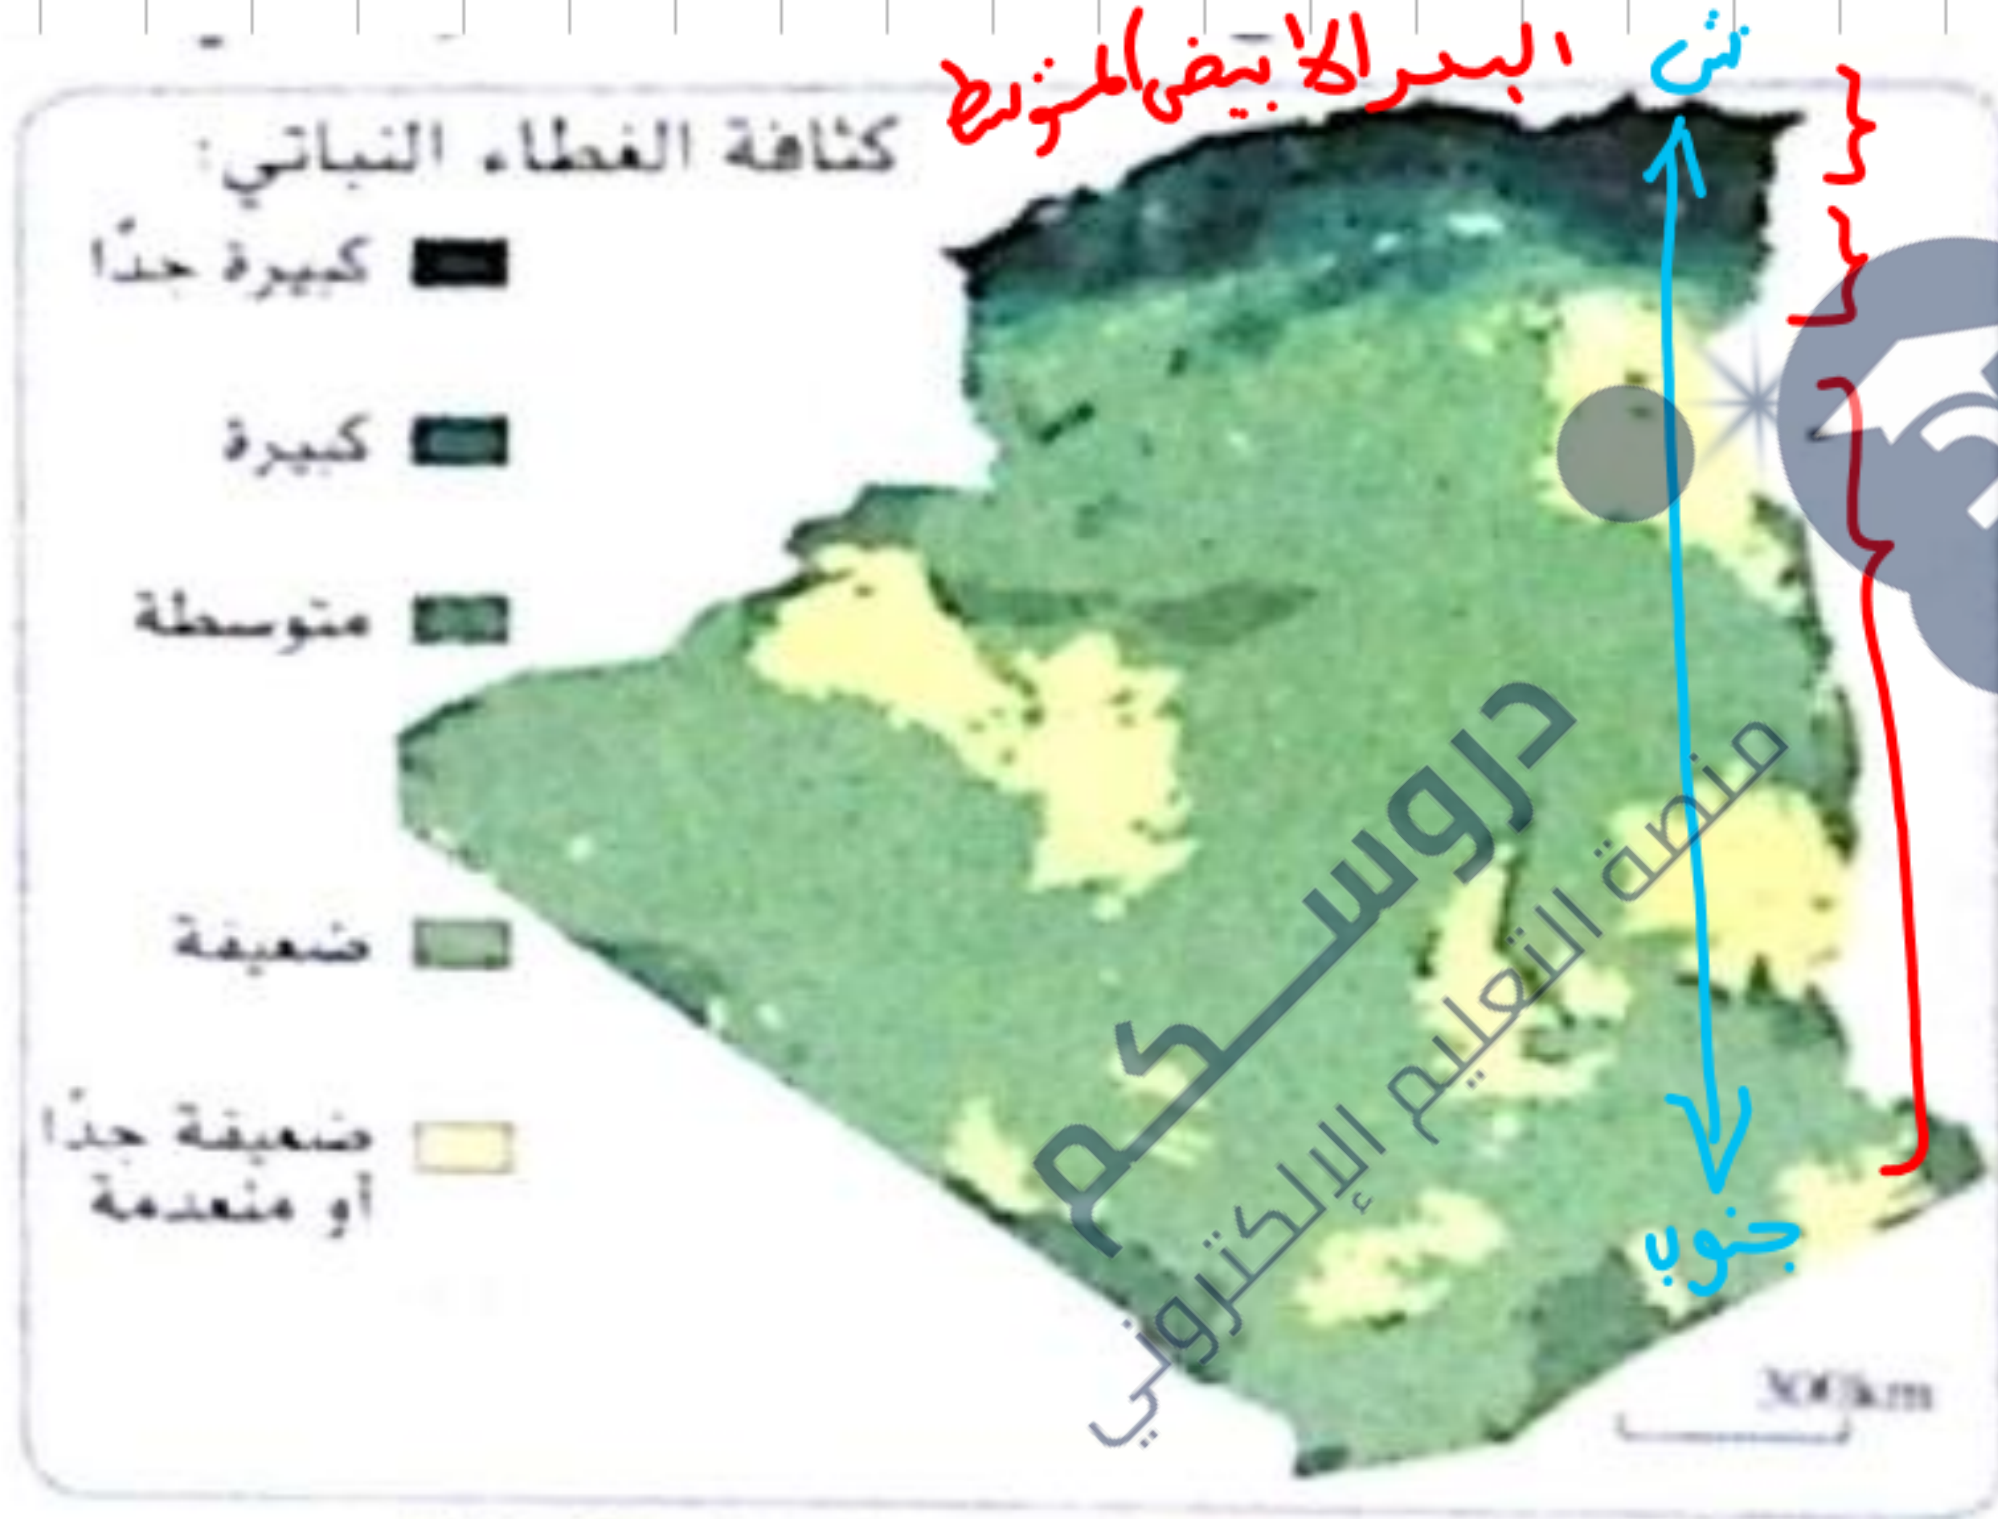 البحر الأبيض المتوسط
ش
كثافة الغطاء النباتي:
كبيرة جدًا
كبيرة
متوسطة
ضعيفة
ضعيفة جدًا
أو منعدمة
جنوب
300km
دروسكم
منصة التعليم الإلكتروني